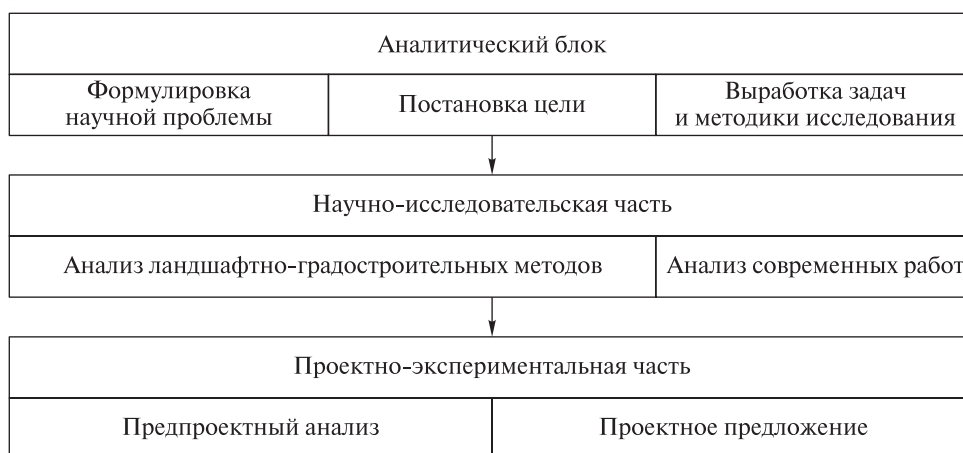 Аналитический блок
Формулировка
научной проблемы
Постановка цели
Выработка задач
и методики исследования
Научно-исследовательская часть
Анализ ландшафтно-градостроительных методов
Анализ современных работ
Проектно-экспериментальная часть
Предпроектный анализ
Проектное предложение